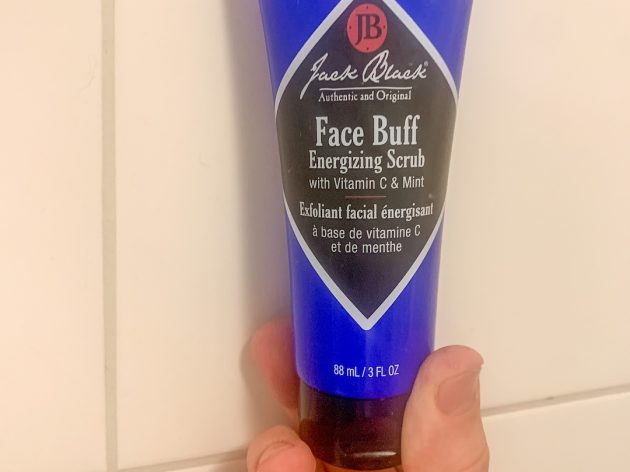 JB
Jack Black®
Authentic and Original
Face Buff
Energizing Scrub
with Vitamin C & Mint
Exfoliant facial énergisant
à base de vitamine C
et de menthe
88 mL / 3 FL OZ